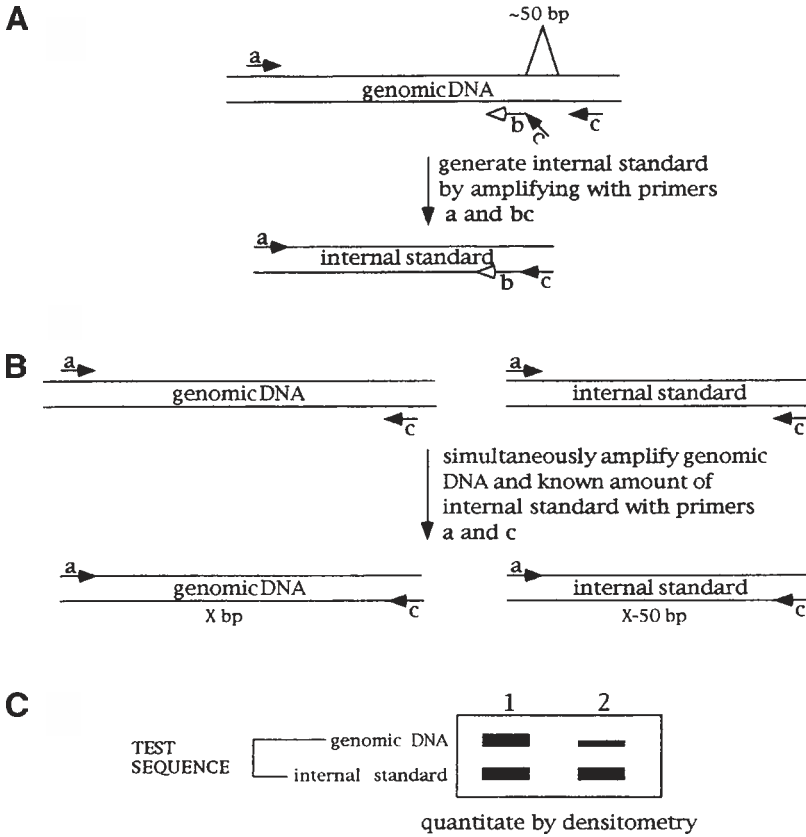 A
~50 bp
a
genomic DNA
b
c
c
generate internal standard
by amplifying with primers
a and bc
a
internal standard
b
c
B
a
genomic DNA
c
a
internal standard
c
simultaneously amplify genomic
DNA and known amount of
internal standard with primers
a and c
a
genomic DNA
c
X bp
a
internal standard
c
X-50 bp
C
1 2
TEST
SEQUENCE
genomic DNA
internal standard
quantitate by densitometry